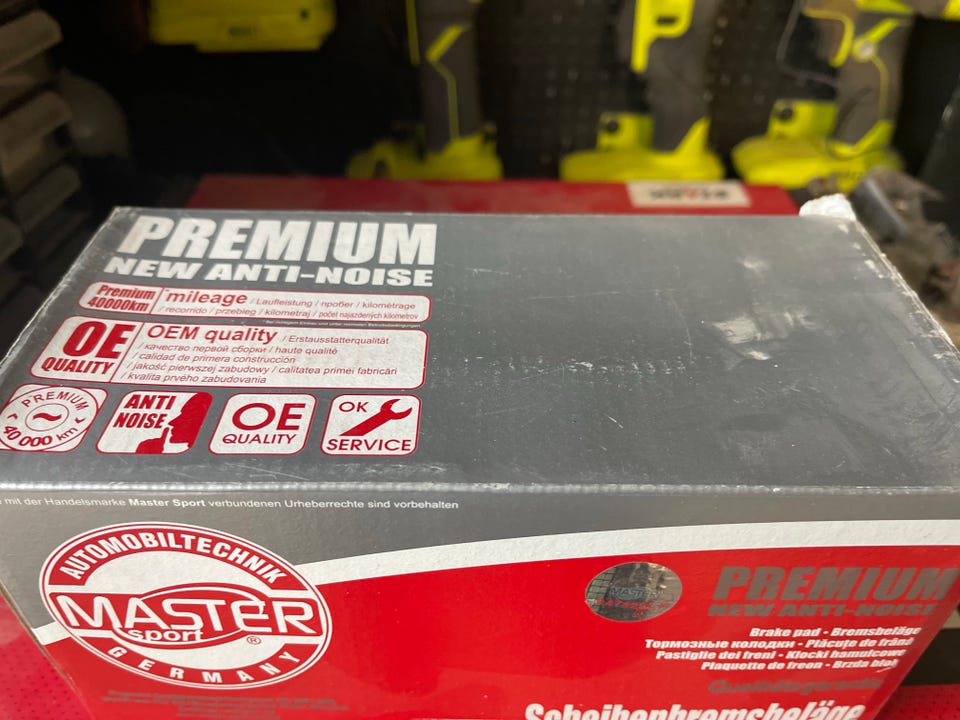 PREMIUM
NEW ANTI-NOISE
Premium
40000km
mileage / Laufleistung / пробег / kilométrage
/ recorrido / przebieg / kilometraj / počet najazdených kilometrov
OE
QUALITY
OEM quality / Erstausstatterqualität
/ качество первой сборки / haute qualité
/ calidad de primera construcción
/ jakość pierwszej zabudowy / calitatea primei fabricări
/ kvalita prvého zabudovania
PREMIUM
~
40 000 km
ANTI
NOISE
OE
QUALITY
OK
SERVICE
mit der Handelsmarke Master Sport verbundenen Urheberrechte sind vorbehalten
AUTOMOBILTECHNIK
MASTER
sport ®
GERMANY
MASTER
PREMIUM
NEW ANTI-NOISE
Brake pad - Bremsbeläge
Тормозные колодки - Plăcuțe de frână
Pastiglie dei freni - Klocki hamulcowe
Plaquette de freon - Brzda blok
Scheibenbremsbeläge